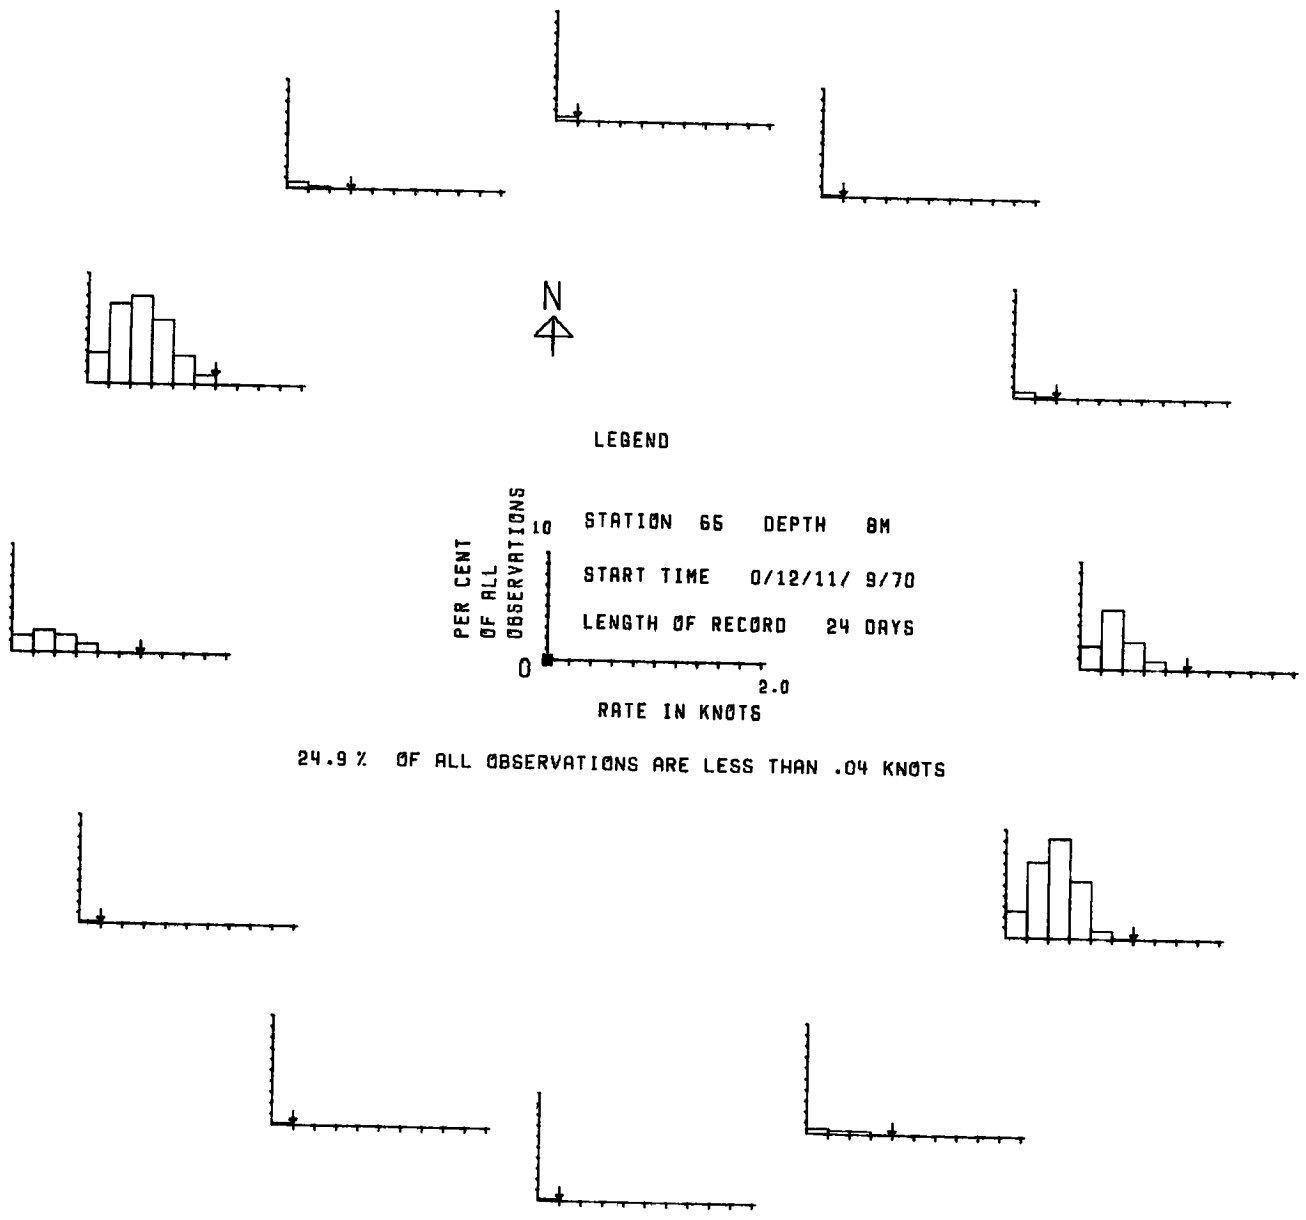 N
LEGEND
PER CENT
OF ALL
OBSERVATIONS
10
STATION 66 DEPTH 8M
START TIME 0/12/11/ 9/70
LENGTH OF RECORD 24 DAYS
0
2.0
RATE IN KNOTS
24.9 % OF ALL OBSERVATIONS ARE LESS THAN .04 KNOTS